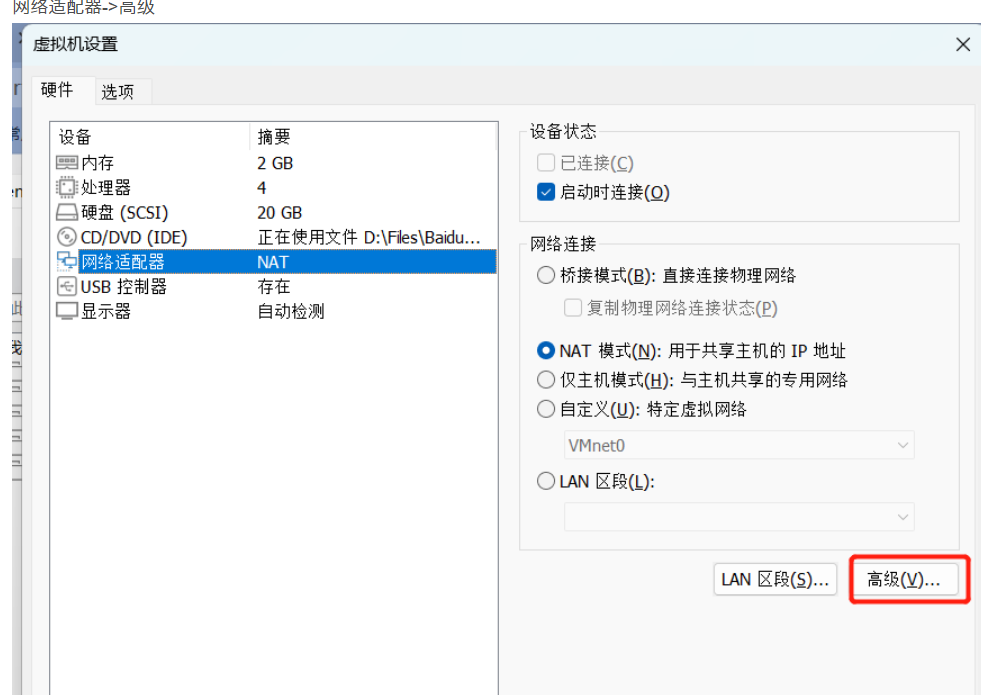 网络适配器->高级
虚拟机设置
硬件 选项
设备 摘要
内存 2 GB
处理器 4
硬盘 (SCSI) 20 GB
CD/DVD (IDE) 正在使用文件 D:\Files\Baidu...
网络适配器 NAT
USB 控制器 存在
显示器 自动检测
设备状态
已连接(C)
启动时连接(O)
网络连接
桥接模式(B): 直接连接物理网络
复制物理网络连接状态(P)
NAT 模式(N): 用于共享主机的 IP 地址
仅主机模式(H): 与主机共享的专用网络
自定义(U): 特定虚拟网络
VMnet0
LAN 区段(L):
LAN 区段(S)... 高级(V)...